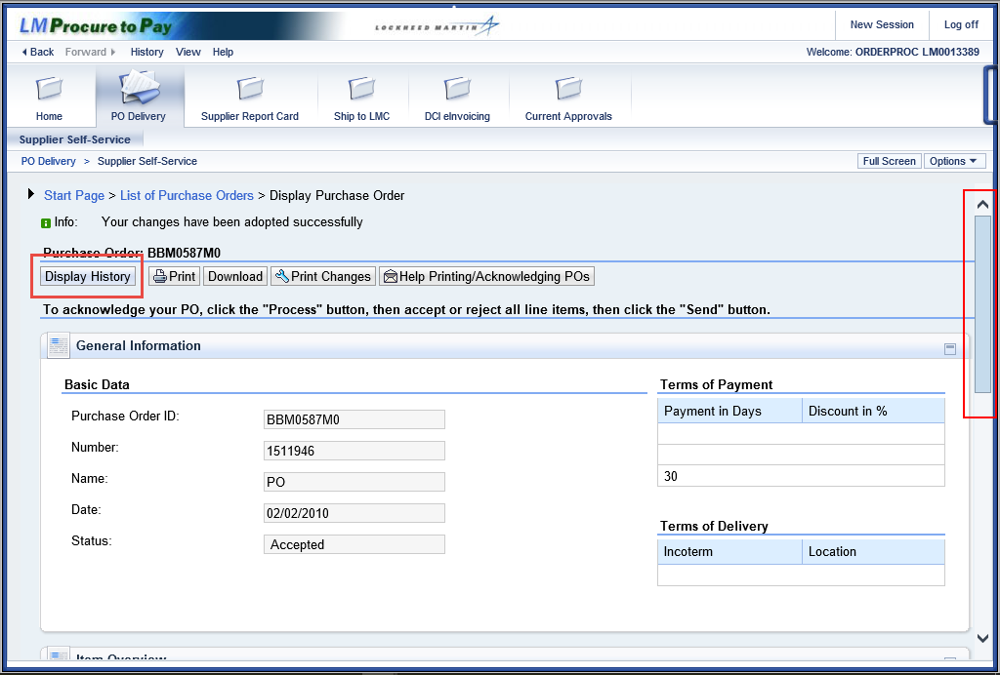 LM Procure to Pay
LOCKHEED MARTIN
New Session
Log off
Back Forward History View Help
Welcome: ORDERPROC LM0013389
Home
PO Delivery
Supplier Report Card
Ship to LMC
DCI eInvoicing
Current Approvals
Supplier Self-Service
PO Delivery > Supplier Self-Service
Full Screen
Options
Start Page > List of Purchase Orders > Display Purchase Order
Info: Your changes have been adopted successfully
Purchase Order: BBM0587M0
Display History
Print
Download
Print Changes
Help Printing/Acknowledging POs
To acknowledge your PO, click the "Process" button, then accept or reject all line items, then click the "Send" button.
General Information
Basic Data
Purchase Order ID: BBM0587M0
Number: 1511946
Name: PO
Date: 02/02/2010
Status: Accepted
Terms of Payment
Payment in Days Discount in %
30
Terms of Delivery
Incoterm Location
Item Overview